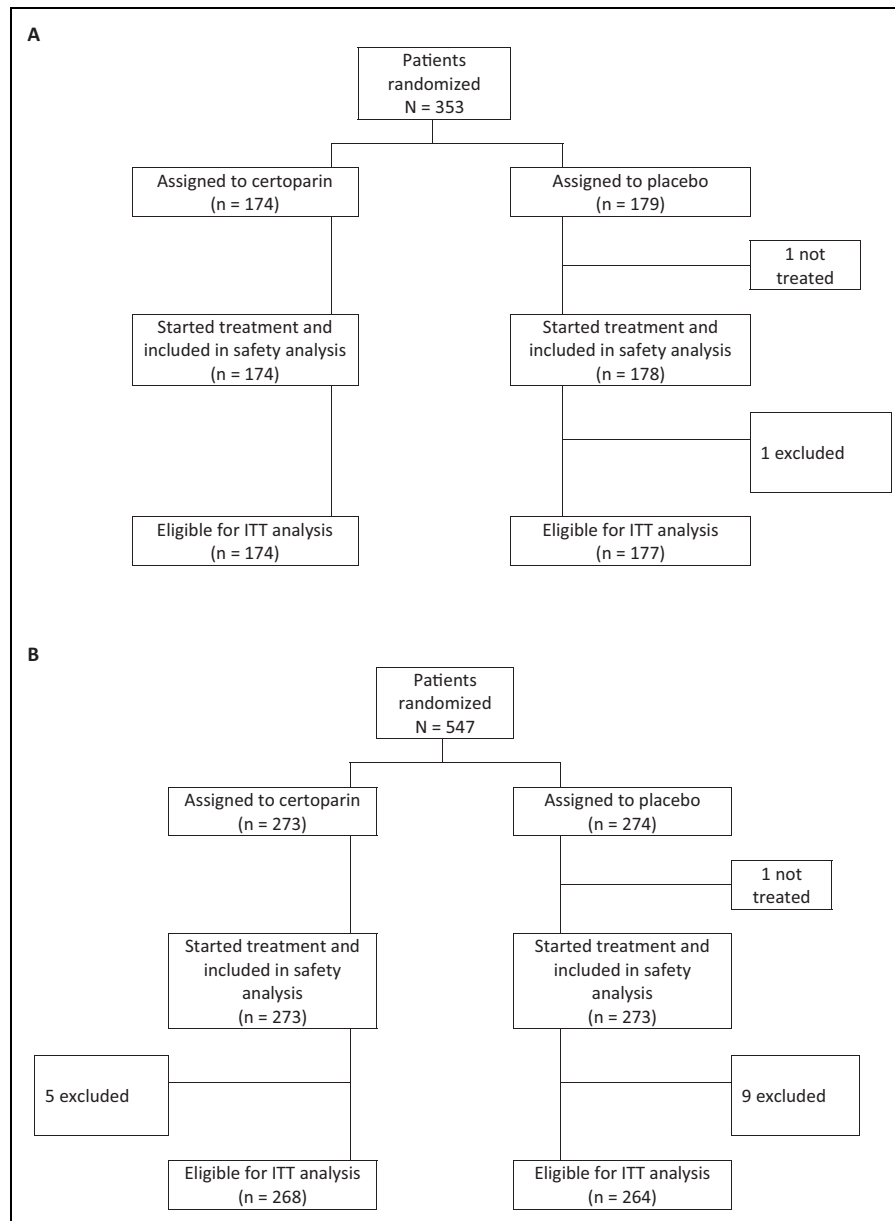 A
Patients
randomized
N = 353
Assigned to certoparin
(n = 174)
Assigned to placebo
(n = 179)
1 not
treated
Started treatment and
included in safety analysis
(n = 174)
Started treatment and
included in safety analysis
(n = 178)
1 excluded
Eligible for ITT analysis
(n = 174)
Eligible for ITT analysis
(n = 177)
B
Patients
randomized
N = 547
Assigned to certoparin
(n = 273)
Assigned to placebo
(n = 274)
1 not
treated
Started treatment and
included in safety
analysis
(n = 273)
Started treatment and
included in safety
analysis
(n = 273)
5 excluded
9 excluded
Eligible for ITT analysis
(n = 268)
Eligible for ITT analysis
(n = 264)